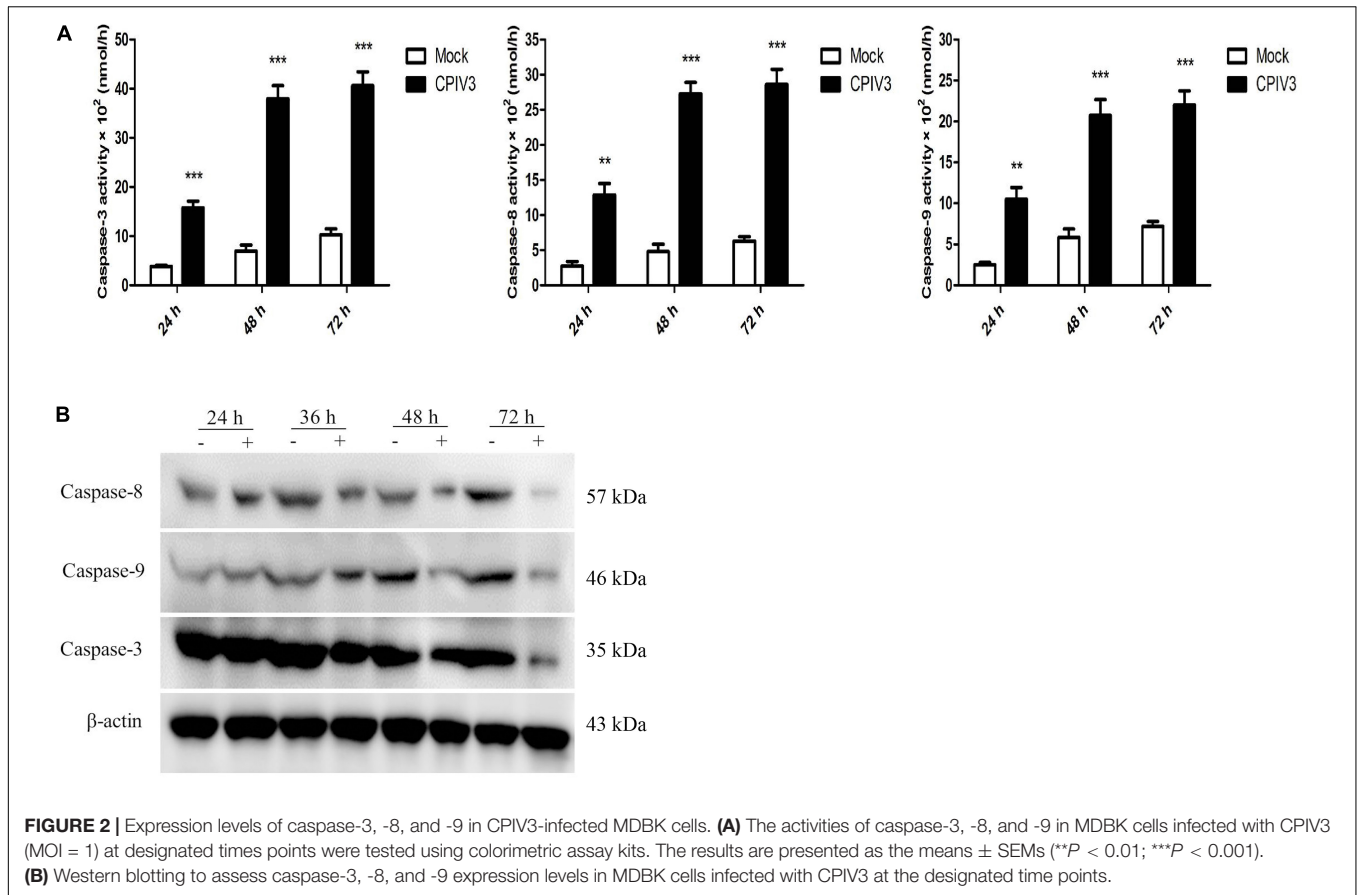 A
Caspase-3 activity × 10² (nmol/h)
50
40
30
20
10
0
***
***
***
Mock
CPIV3
24 h
48 h
72 h
Caspase-8 activity × 10² (nmol/h)
35
30
25
20
15
10
5
0
**
***
***
Mock
CPIV3
24 h
48 h
72 h
Caspase-9 activity × 10² (nmol/h)
30
25
20
15
10
5
0
**
***
***
Mock
CPIV3
24 h
48 h
72 h
B
24 h 36 h 48 h 72 h
- + - + - + - +
Caspase-8 57 kDa
Caspase-9 46 kDa
Caspase-3 35 kDa
β-actin 43 kDa
FIGURE 2 | Expression levels of caspase-3, -8, and -9 in CPIV3-infected MDBK cells. (A) The activities of caspase-3, -8, and -9 in MDBK cells infected with CPIV3
(MOI = 1) at designated times points were tested using colorimetric assay kits. The results are presented as the means ± SEMs (**P < 0.01; ***P < 0.001).
(B) Western blotting to assess caspase-3, -8, and -9 expression levels in MDBK cells infected with CPIV3 at the designated time points.